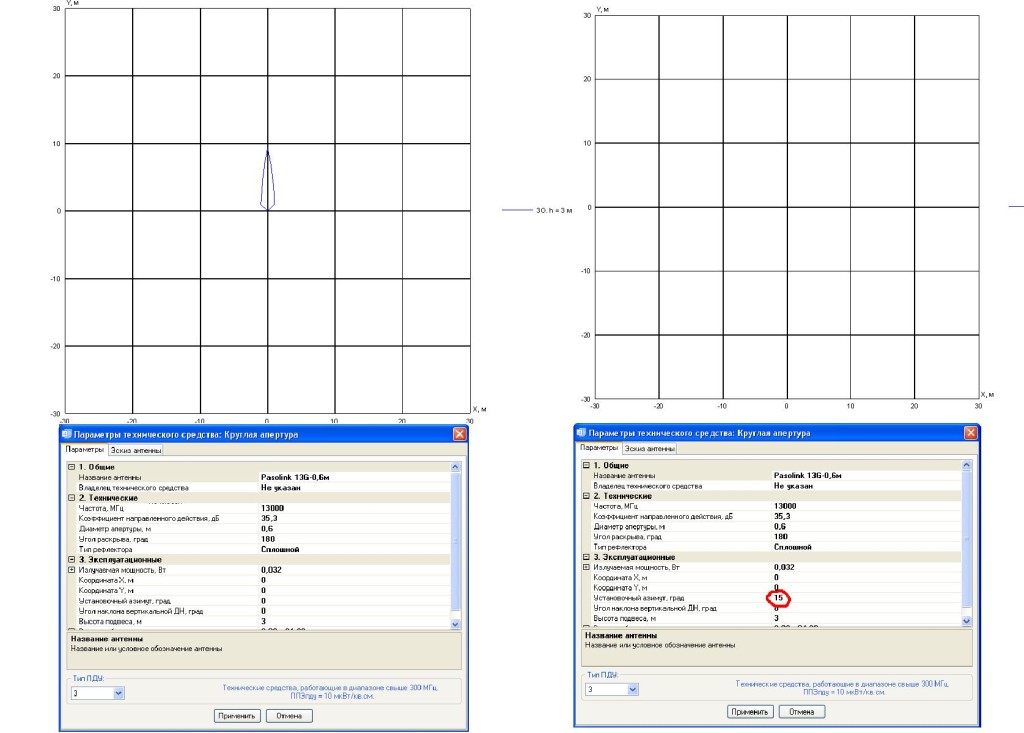 Y, м
30
20
10
0
-10
-20
-30
-30
-20
-10
0
10
20
30
X, м
ЗО. h = 3 м
Y, м
30
20
10
0
-10
-20
-30
-30
-20
-10
0
10
20
30
X, м
Параметры технического средства: Круглая апертура
Параметры Эскиз антенны
1. Общие
Название антенны Pasolink 13G-0,6м
Владелец технического средства Не указан
2. Технические
Частота, МГц 13000
Коэффициент направленного действия, дБ 35,3
Диаметр апертуры, м 0,6
Угол раскрыва, град 180
Тип рефлектора Сплошной
3. Эксплуатационные
Излучаемая мощность, Вт 0,032
Координата X, м 0
Координата Y, м 0
Установочный азимут, град 0
Угол наклона вертикальной ДН, град 0
Высота подвеса, м 3
Название антенны
Название или условное обозначение антенны
Тип ПДУ:
3
Технические средства, работающие в диапазоне свыше 300 МГц.
ППЭпду = 10 мкВт/кв.см.
Применить Отмена
Параметры технического средства: Круглая апертура
Параметры Эскиз антенны
1. Общие
Название антенны Pasolink 13G-0,6м
Владелец технического средства Не указан
2. Технические
Частота, МГц 13000
Коэффициент направленного действия, дБ 35,3
Диаметр апертуры, м 0,6
Угол раскрыва, град 180
Тип рефлектора Сплошной
3. Эксплуатационные
Излучаемая мощность, Вт 0,032
Координата X, м 0
Координата Y, м 0
Установочный азимут, град 15
Угол наклона вертикальной ДН, град 0
Высота подвеса, м 3
Название антенны
Название или условное обозначение антенны
Тип ПДУ:
3
Технические средства, работающие в диапазоне свыше 300 МГц.
ППЭпду = 10 мкВт/кв.см.
Применить Отмена